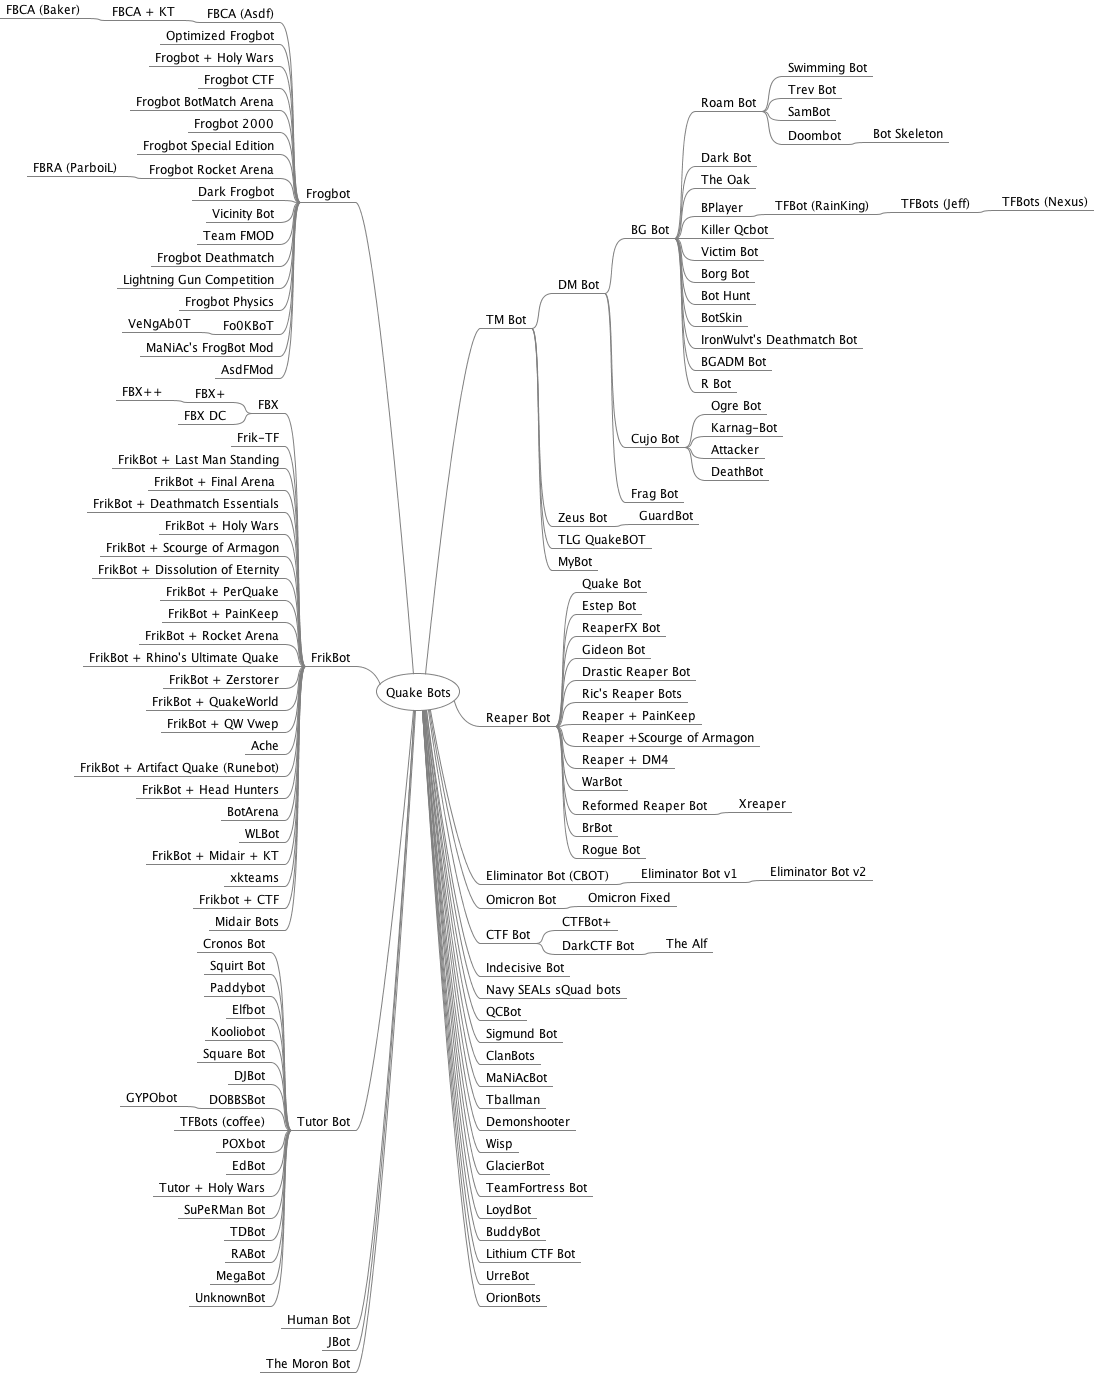 FBCA (Baker)
FBCA + KT
FBCA (Asdf)
Optimized Frogbot
Frogbot + Holy Wars
Frogbot CTF
Frogbot BotMatch Arena
Frogbot 2000
Frogbot Special Edition
FBRA (ParboiL)
Frogbot Rocket Arena
Dark Frogbot
Vicinity Bot
Team FMOD
Frogbot Deathmatch
Lightning Gun Competition
Frogbot Physics
VeNgAb0T
Fo0KBoT
MaNiAc's FrogBot Mod
AsdFMod
Frogbot
FBX++
FBX+
FBX DC
FBX
Frik-TF
FrikBot + Last Man Standing
FrikBot + Final Arena
FrikBot + Deathmatch Essentials
FrikBot + Holy Wars
FrikBot + Scourge of Armagon
FrikBot + Dissolution of Eternity
FrikBot + PerQuake
FrikBot + PainKeep
FrikBot + Rocket Arena
FrikBot + Rhino's Ultimate Quake
FrikBot + Zerstorer
FrikBot + QuakeWorld
FrikBot + QW Vwep
Ache
FrikBot + Artifact Quake (Runebot)
FrikBot + Head Hunters
BotArena
WLBot
FrikBot + Midair + KT
xkteams
Frikbot + CTF
Midair Bots
FrikBot
Cronos Bot
Squirt Bot
Paddybot
Elfbot
Kooliobot
Square Bot
DJBot
GYPObot
DOBBSBot
TFBots (coffee)
POXbot
EdBot
Tutor + Holy Wars
SuPeRMan Bot
TDBot
RABot
MegaBot
UnknownBot
Tutor Bot
Human Bot
JBot
The Moron Bot
Quake Bots
TM Bot
DM Bot
BG Bot
Roam Bot
Swimming Bot
Trev Bot
SamBot
Doombot
Bot Skeleton
Dark Bot
The Oak
BPlayer
TFBot (RainKing)
TFBots (Jeff)
TFBots (Nexus)
Killer Qcbot
Victim Bot
Borg Bot
Bot Hunt
BotSkin
IronWulvt's Deathmatch Bot
BGADM Bot
R Bot
Cujo Bot
Ogre Bot
Karnag-Bot
Attacker
DeathBot
Frag Bot
Zeus Bot
GuardBot
TLG QuakeBOT
MyBot
Reaper Bot
Quake Bot
Estep Bot
ReaperFX Bot
Gideon Bot
Drastic Reaper Bot
Ric's Reaper Bots
Reaper + PainKeep
Reaper +Scourge of Armagon
Reaper + DM4
WarBot
Reformed Reaper Bot
Xreaper
BrBot
Rogue Bot
Eliminator Bot (CBOT)
Eliminator Bot v1
Eliminator Bot v2
Omicron Bot
Omicron Fixed
CTF Bot
CTFBot+
DarkCTF Bot
The Alf
Indecisive Bot
Navy SEALs sQuad bots
QCBot
Sigmund Bot
ClanBots
MaNiAcBot
Tballman
Demonshooter
Wisp
GlacierBot
TeamFortress Bot
LoydBot
BuddyBot
Lithium CTF Bot
UrreBot
OrionBots